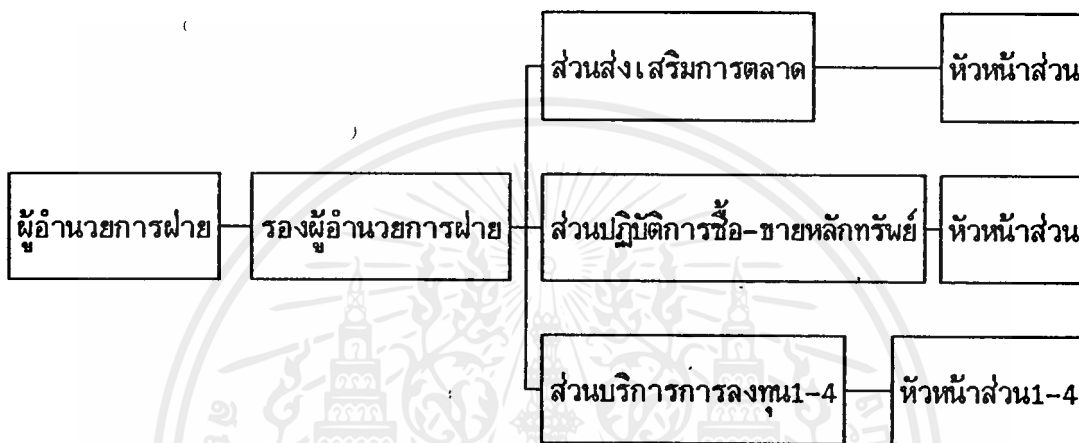 ส่วนส่งเสริมการตลาด หัวหน้าส่วน
ผู้อำนวยการฝ่าย รองผู้อำนวยการฝ่าย ส่วนปฏิบัติการซื้อ-ขายหลักทรัพย์ หัวหน้าส่วน
ส่วนบริการการลงทุน1-4 หัวหน้าส่วน1-4